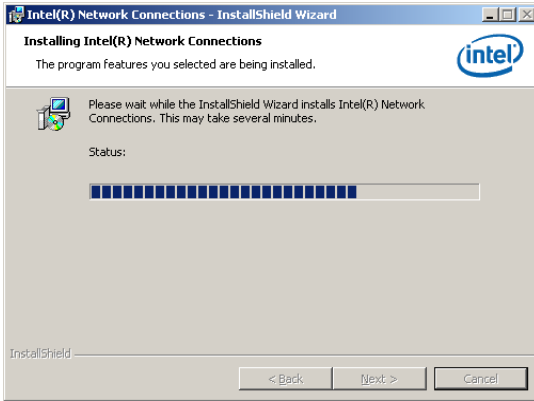 Intel(R) Network Connections - InstallShield Wizard
Installing Intel(R) Network Connections
The program features you selected are being installed.
intel
Please wait while the InstallShield Wizard installs Intel(R) Network
Connections. This may take several minutes.
Status:
InstallShield
< Back Next > Cancel